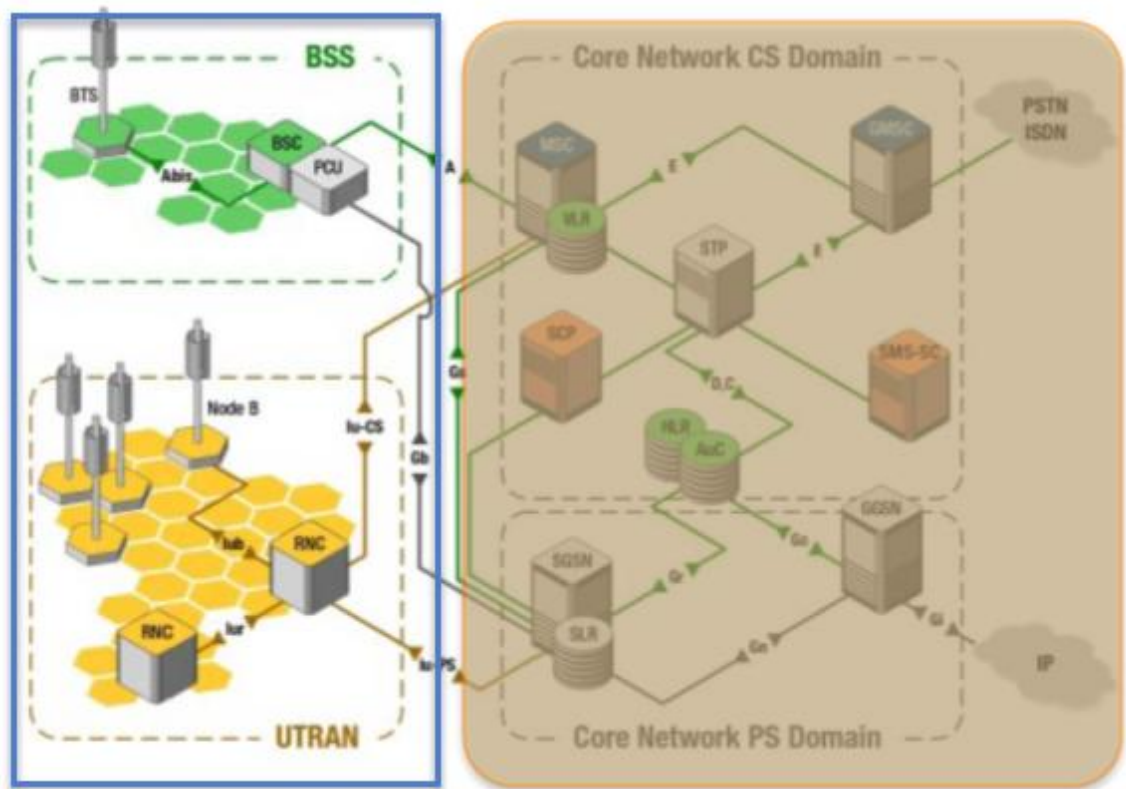 BSS
BTS
BSC
PCU
Abis
A
Core Network CS Domain
MSC
VLR
E
GMSC
PSTN
ISDN
STP
SCP
SMS-SC
D,C
HLR
AuC
Node B
Iu-CS
Gb
Gs
Iub
RNC
RNC
Iur
Iu-PS
UTRAN
SGSN
SLR
Gr
Gn
GGSN
Gi
IP
Core Network PS Domain